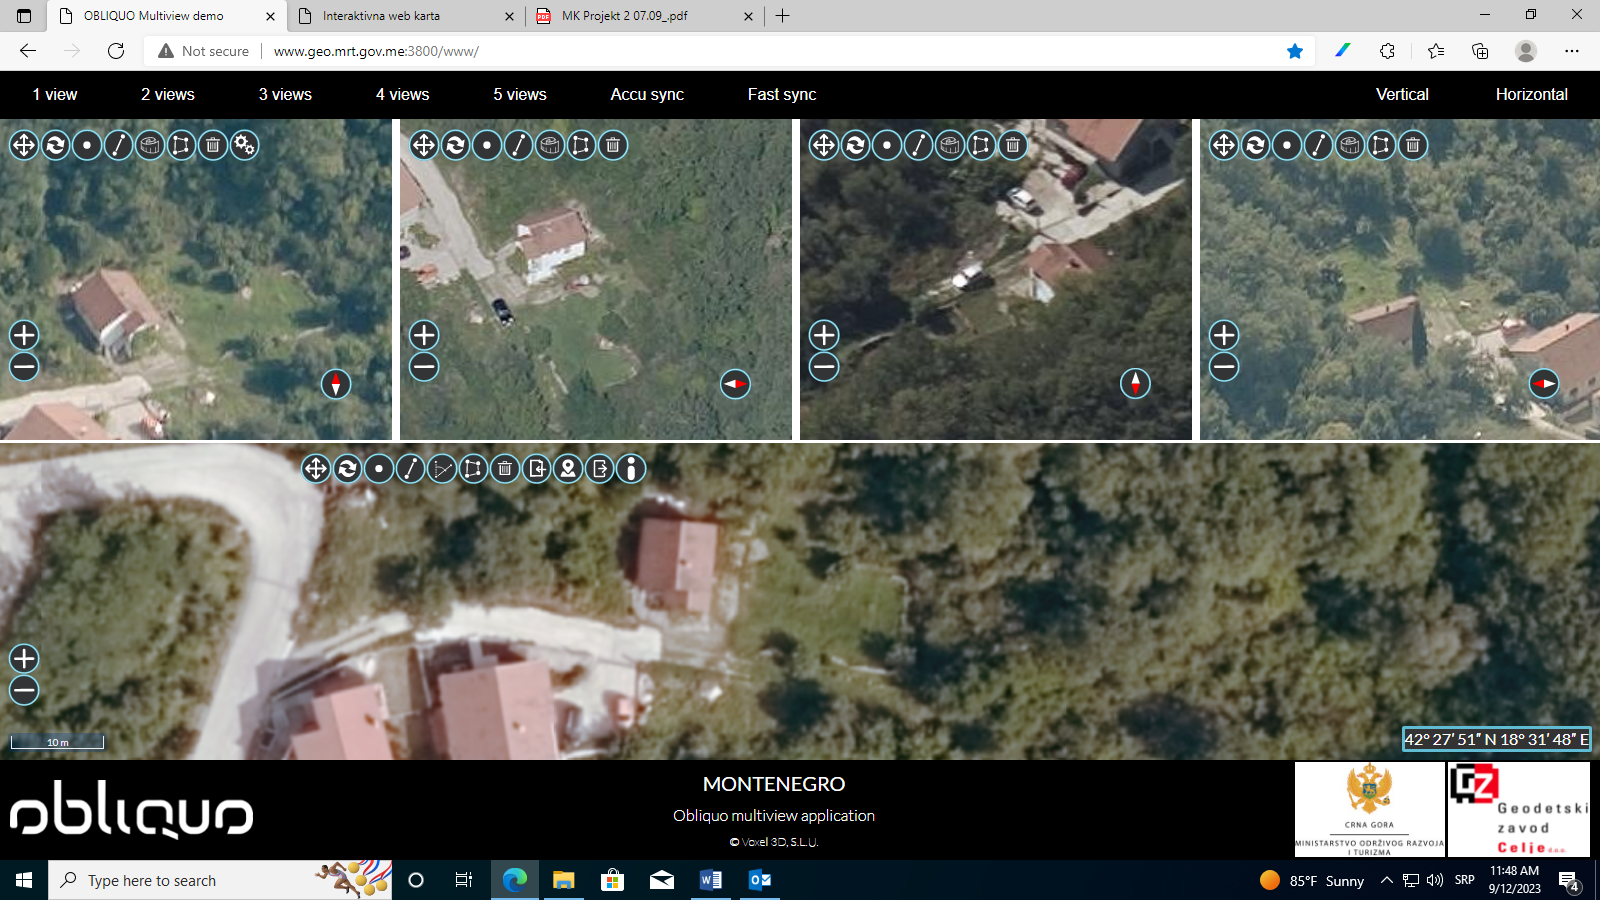 OBLIQUO Multiview demo
Interaktivna web karta
PDF
MK Projekt 2 07.09_.pdf
Not secure
www.geo.mrt.gov.me:3800/www/
1 view
2 views
3 views
4 views
5 views
Accu sync
Fast sync
Vertical
Horizontal
10 m
42° 27′ 51″ N 18° 31′ 48″ E
obliquo
MONTENEGRO
Obliquo multiview application
© Voxel 3D, S.L.U.
CRNA GORA
MINISTARSTVO ODRŽIVOG RAZVOJA
I TURIZMA
GZ
Geodetski
zavod
Celje d.o.o.
Type here to search
85°F Sunny
SRP
11:48 AM
9/12/2023
4